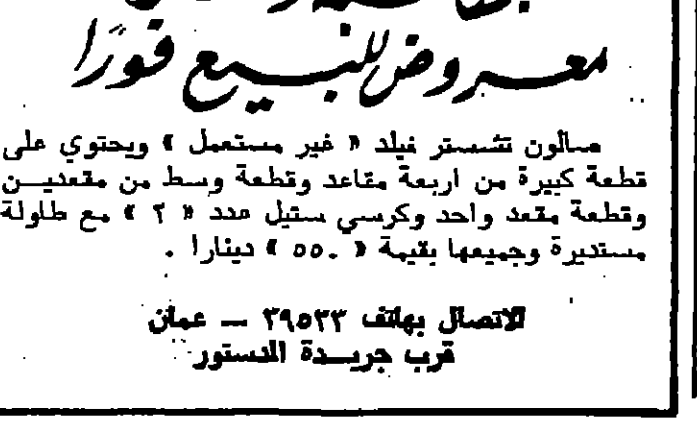 معروض للبيع فورًا
صالون تشستر فيلد « غير مستعمل » ويحتوي على
قطعة كبيرة من اربعة مقاعد وقطعة وسط من مقعدين
وقطعة مقعد واحد وكرسي ستيل عدد « ٢ » مع طاولة
مستديرة وجميعها بقيمة « ٥٥٠ » دينارا .
للاتصال بهاتف ٣٩٥٣٣ — عمان
قرب جريدة الدستور